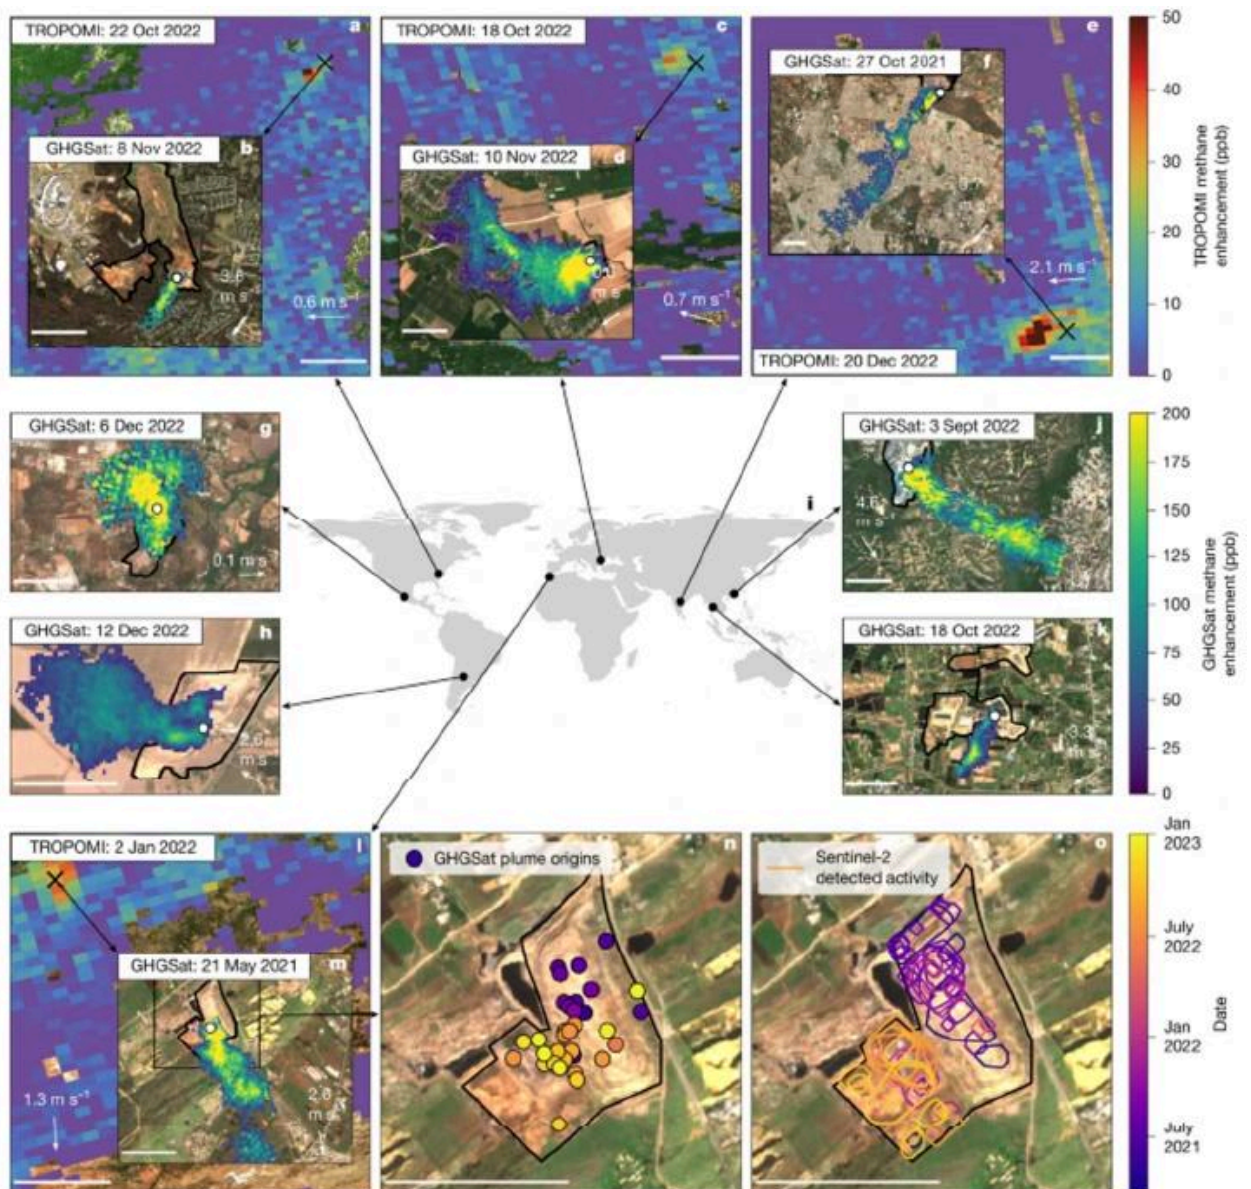 TROPOMI: 22 Oct 2022
a
GHGSat: 8 Nov 2022
b
3.6
m s
0.6 m s⁻¹
TROPOMI: 18 Oct 2022
c
GHGSat: 10 Nov 2022
d
m s
0.7 m s⁻¹
e
GHGSat: 27 Oct 2021
f
2.1 m s⁻¹
TROPOMI: 20 Dec 2022
50
40
30
20
10
0
TROPOMI methane
enhancement (ppb)
GHGSat: 6 Dec 2022
g
0.1 m s
GHGSat: 12 Dec 2022
h
2.6
m s
i
GHGSat: 3 Sept 2022
j
4.6
m s
GHGSat: 18 Oct 2022
k
3.3
m s
200
175
150
125
100
75
50
25
0
GHGSat methane
enhancement (ppb)
TROPOMI: 2 Jan 2022
l
GHGSat: 21 May 2021
m
1.3 m s⁻¹
2.6
m s
GHGSat plume origins
n
Sentinel-2
detected activity
o
Jan
2023
July
2022
Jan
2022
July
2021
Date